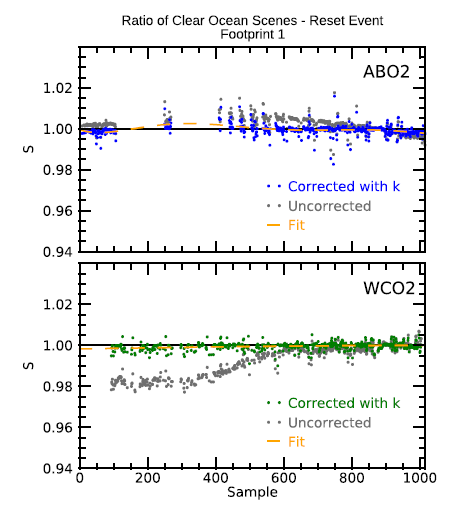 Ratio of Clear Ocean Scenes - Reset Event
Footprint 1
ABO2
1.02
1.00
0.98
0.96
0.94
S
Corrected with k
Uncorrected
Fit
WCO2
1.02
1.00
0.98
0.96
0.94
S
Corrected with k
Uncorrected
Fit
0 200 400 600 800 1000
Sample